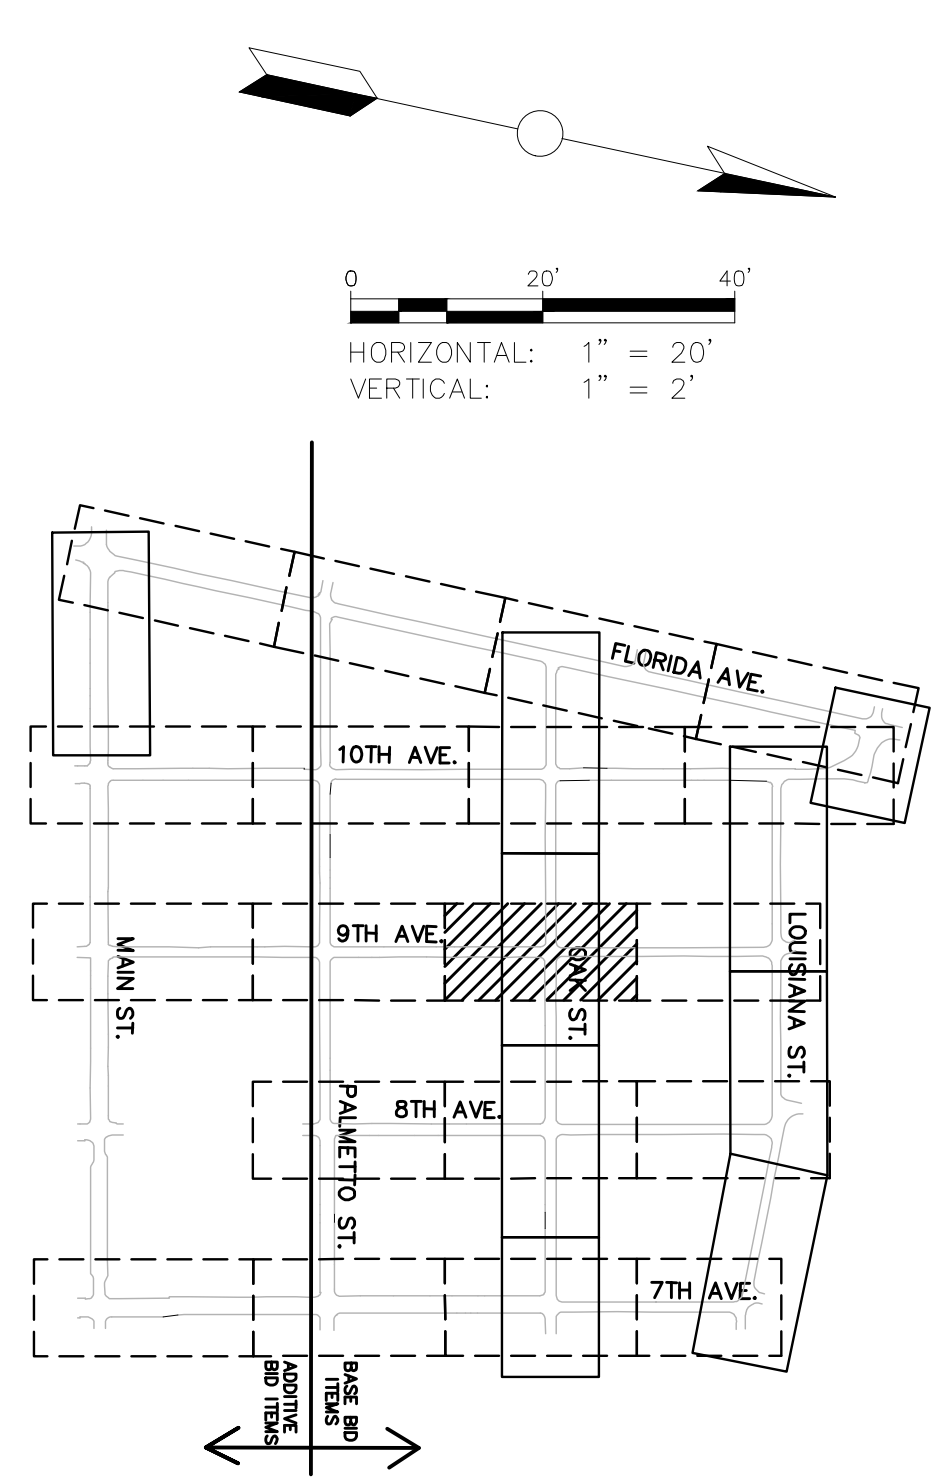 0 20' 40'
HORIZONTAL: 1" = 20'
VERTICAL: 1" = 2'
FLORIDA AVE.
10TH AVE.
9TH AVE.
MAIN ST.
OAK ST.
LOUISIANA ST.
8TH AVE.
PALMETTO ST.
7TH AVE.
ADDITIVE
BID ITEMS
BASE BID
ITEMS